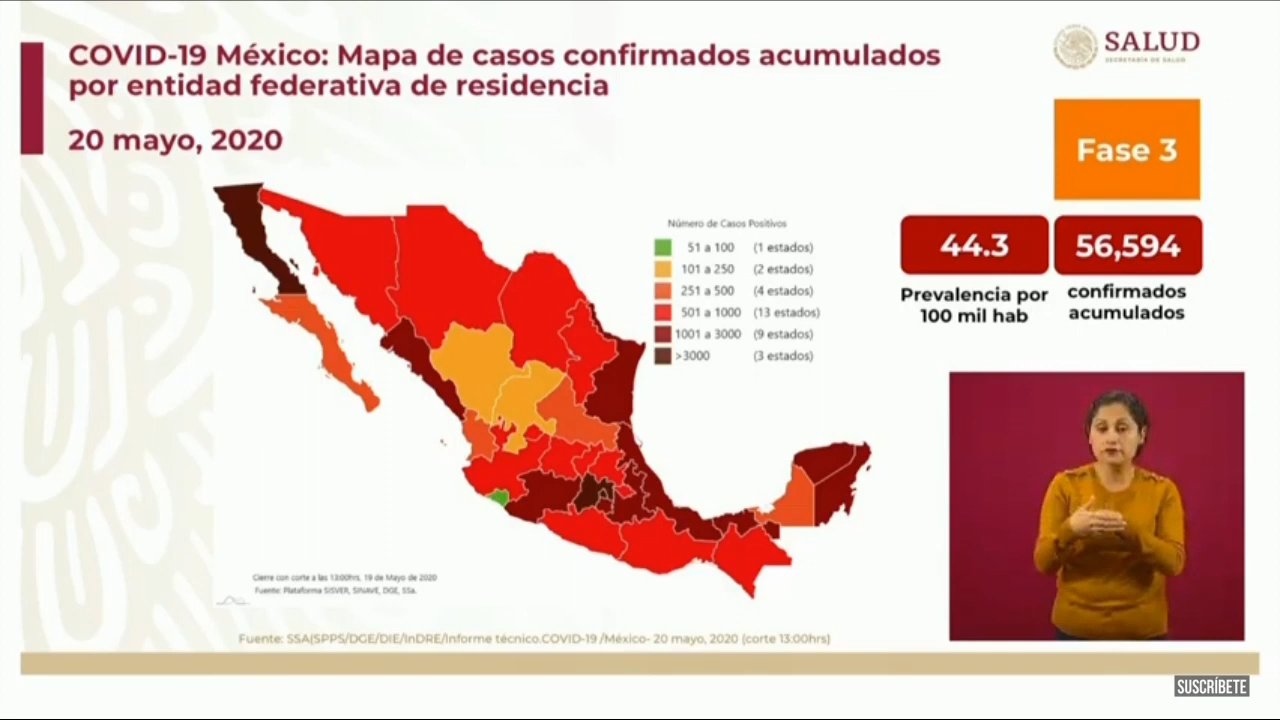 COVID-19 México: Mapa de casos confirmados acumulados
por entidad federativa de residencia
20 mayo, 2020
SALUD
SECRETARÍA DE SALUD
Fase 3
44.3
Prevalencia por
100 mil hab
56,594
confirmados
acumulados
Número de Casos Positivos
51 a 100 (1 estados)
101 a 250 (2 estados)
251 a 500 (4 estados)
501 a 1000 (13 estados)
1001 a 3000 (9 estados)
>3000 (3 estados)
Cierre con corte a las 13:00hrs, 19 de Mayo de 2020
Fuente: Plataforma SISVER, SINAVE, DGE, SSa.
Fuente: SSA(SPPS/DGE/DIE/InDRE/Informe técnico.COVID-19 /México- 20 mayo, 2020 (corte 13:00hrs)
SUSCRÍBETE